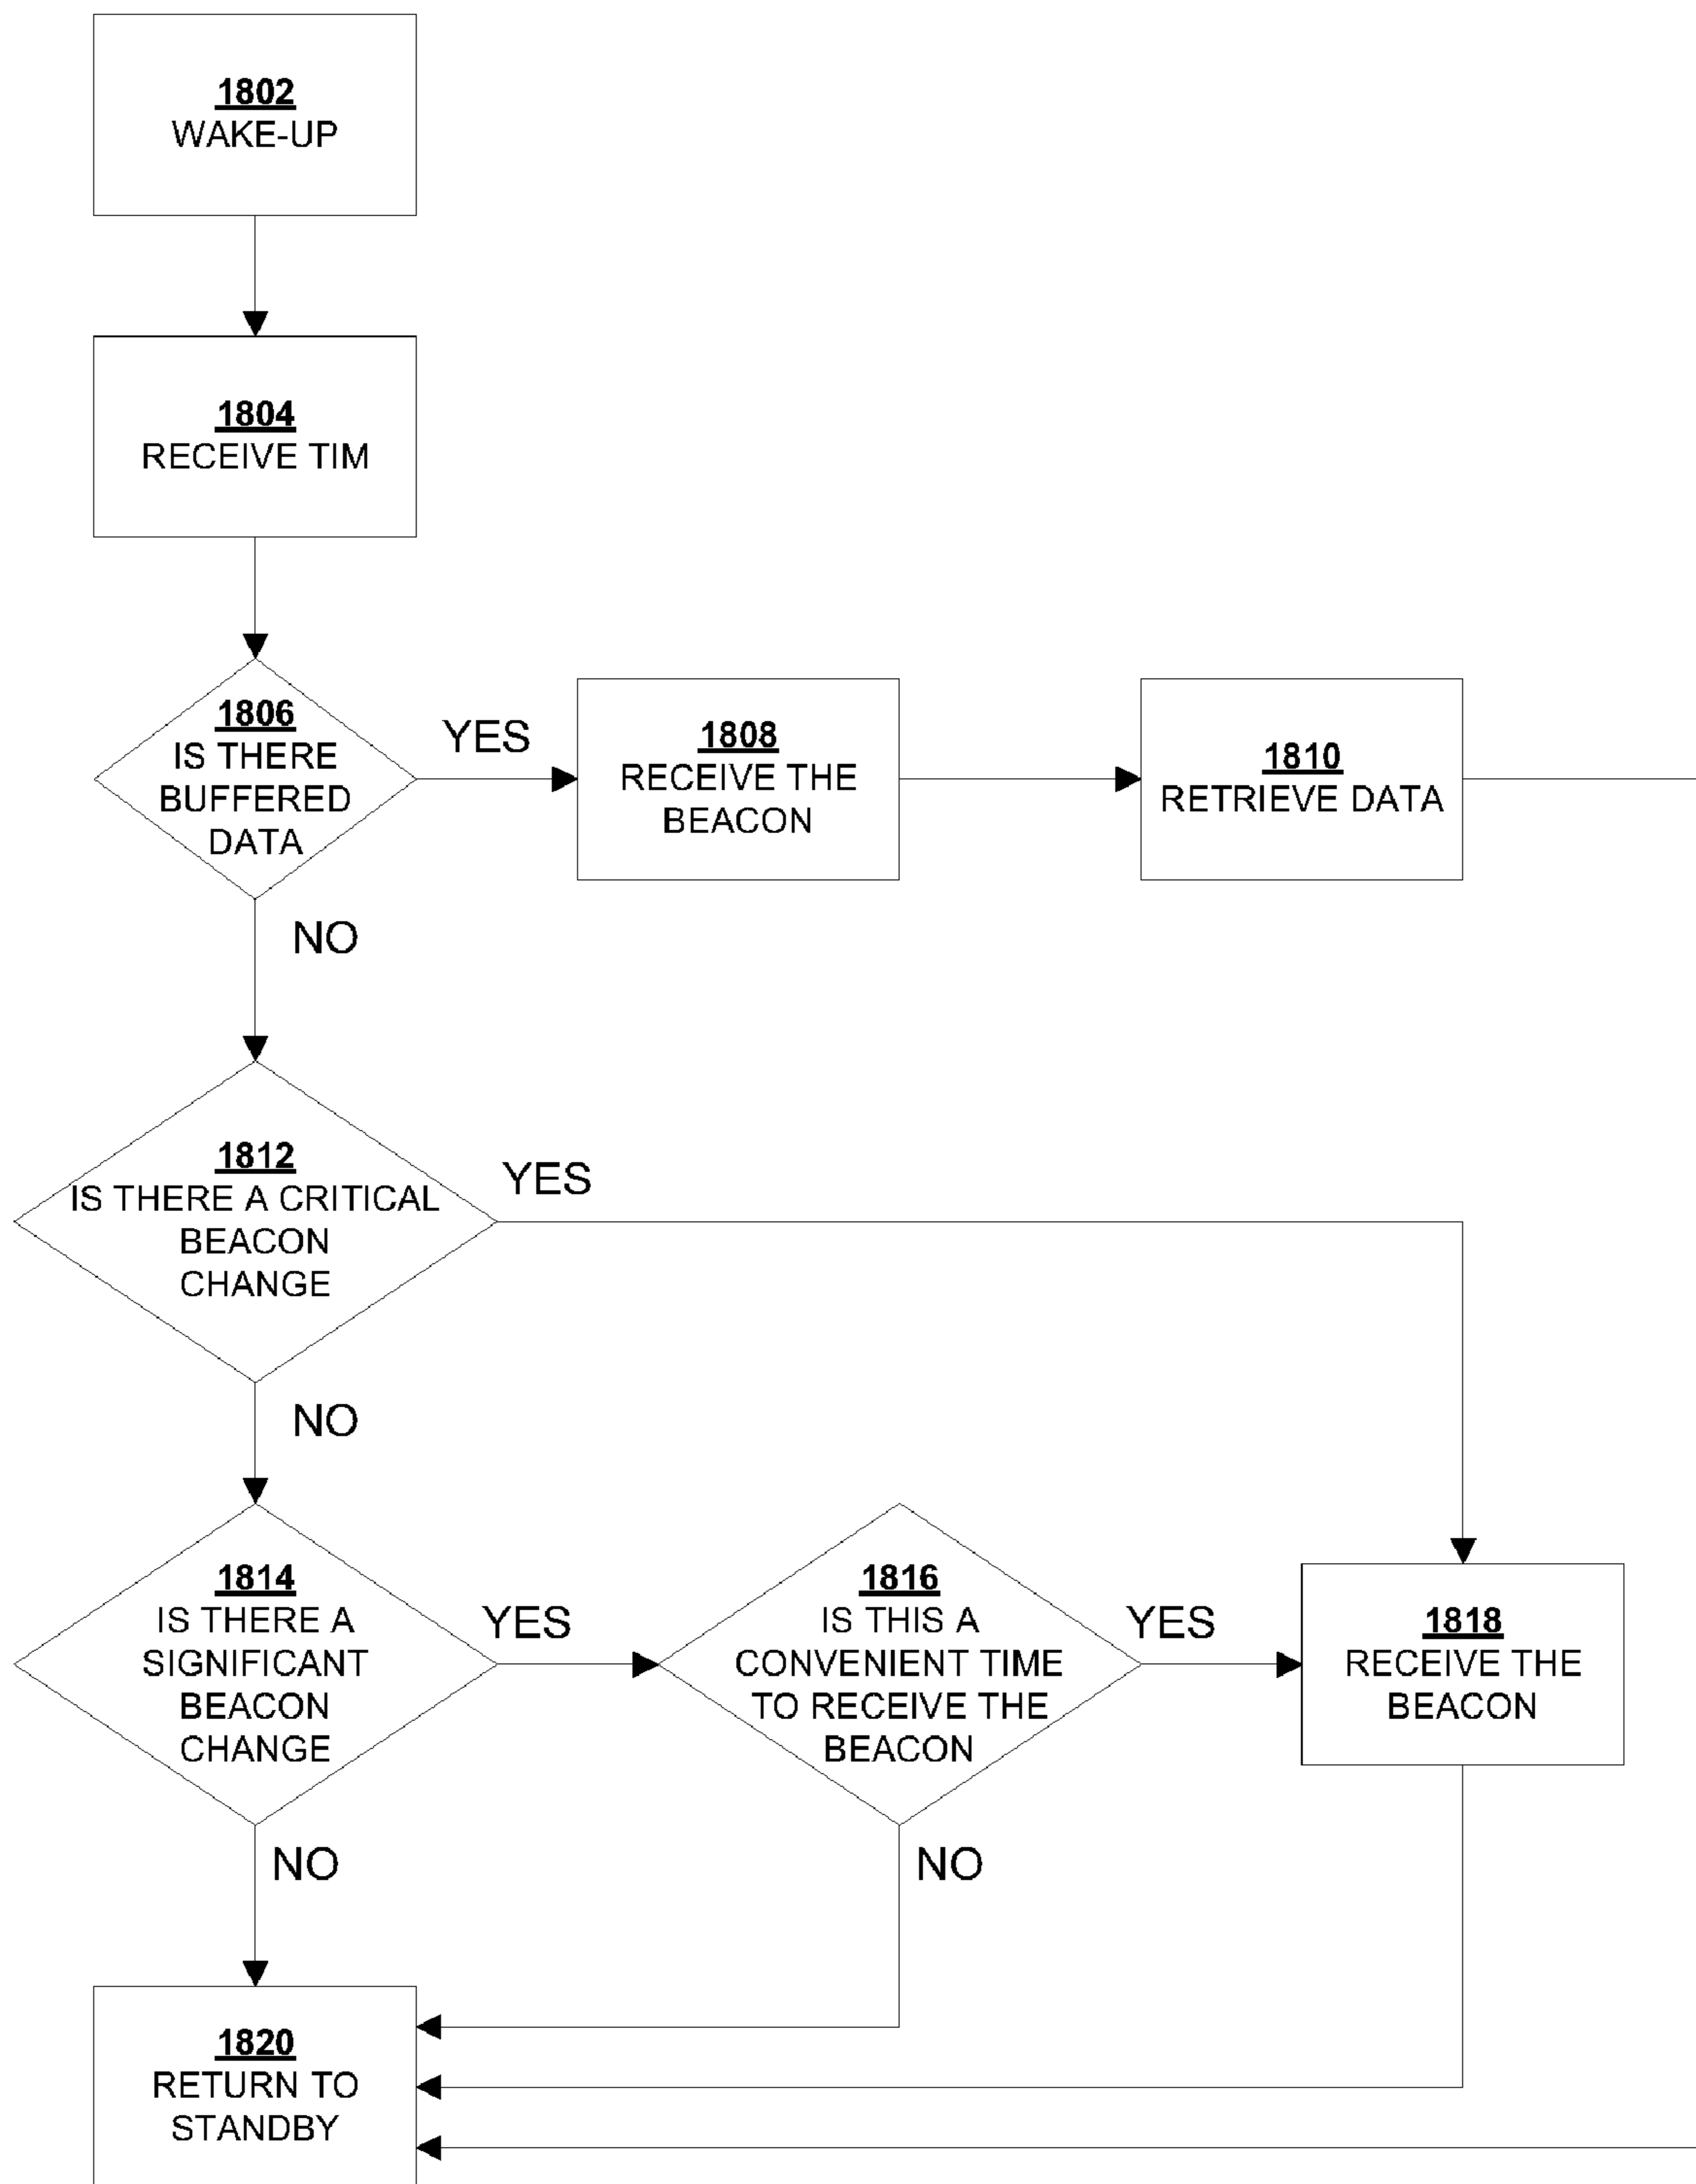 1802
WAKE-UP
1804
RECEIVE TIM
1806
IS THERE
BUFFERED
DATA
YES
1808
RECEIVE THE
BEACON
1810
RETRIEVE DATA
NO
1812
IS THERE A CRITICAL
BEACON
CHANGE
YES
NO
1814
IS THERE A
SIGNIFICANT
BEACON
CHANGE
YES
1816
IS THIS A
CONVENIENT TIME
TO RECEIVE THE
BEACON
YES
1818
RECEIVE THE
BEACON
NO
NO
1820
RETURN TO
STANDBY